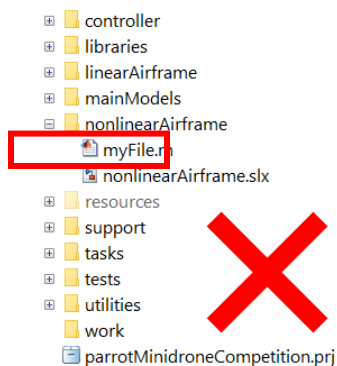 controller
libraries
linearAirframe
mainModels
nonlinearAirframe
myFile.m
nonlinearAirframe.slx
resources
support
tasks
tests
utilities
work
parrotMinidroneCompetition.prj